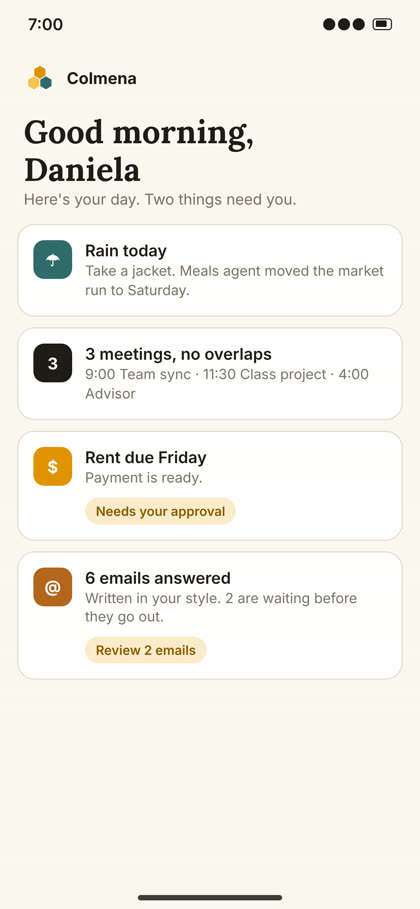 7:00
Colmena
Good morning,
Daniela
Here's your day. Two things need you.
Rain today
Take a jacket. Meals agent moved the market
run to Saturday.
3
3 meetings, no overlaps
9:00 Team sync · 11:30 Class project · 4:00
Advisor
$
Rent due Friday
Payment is ready.
Needs your approval
@
6 emails answered
Written in your style. 2 are waiting before
they go out.
Review 2 emails